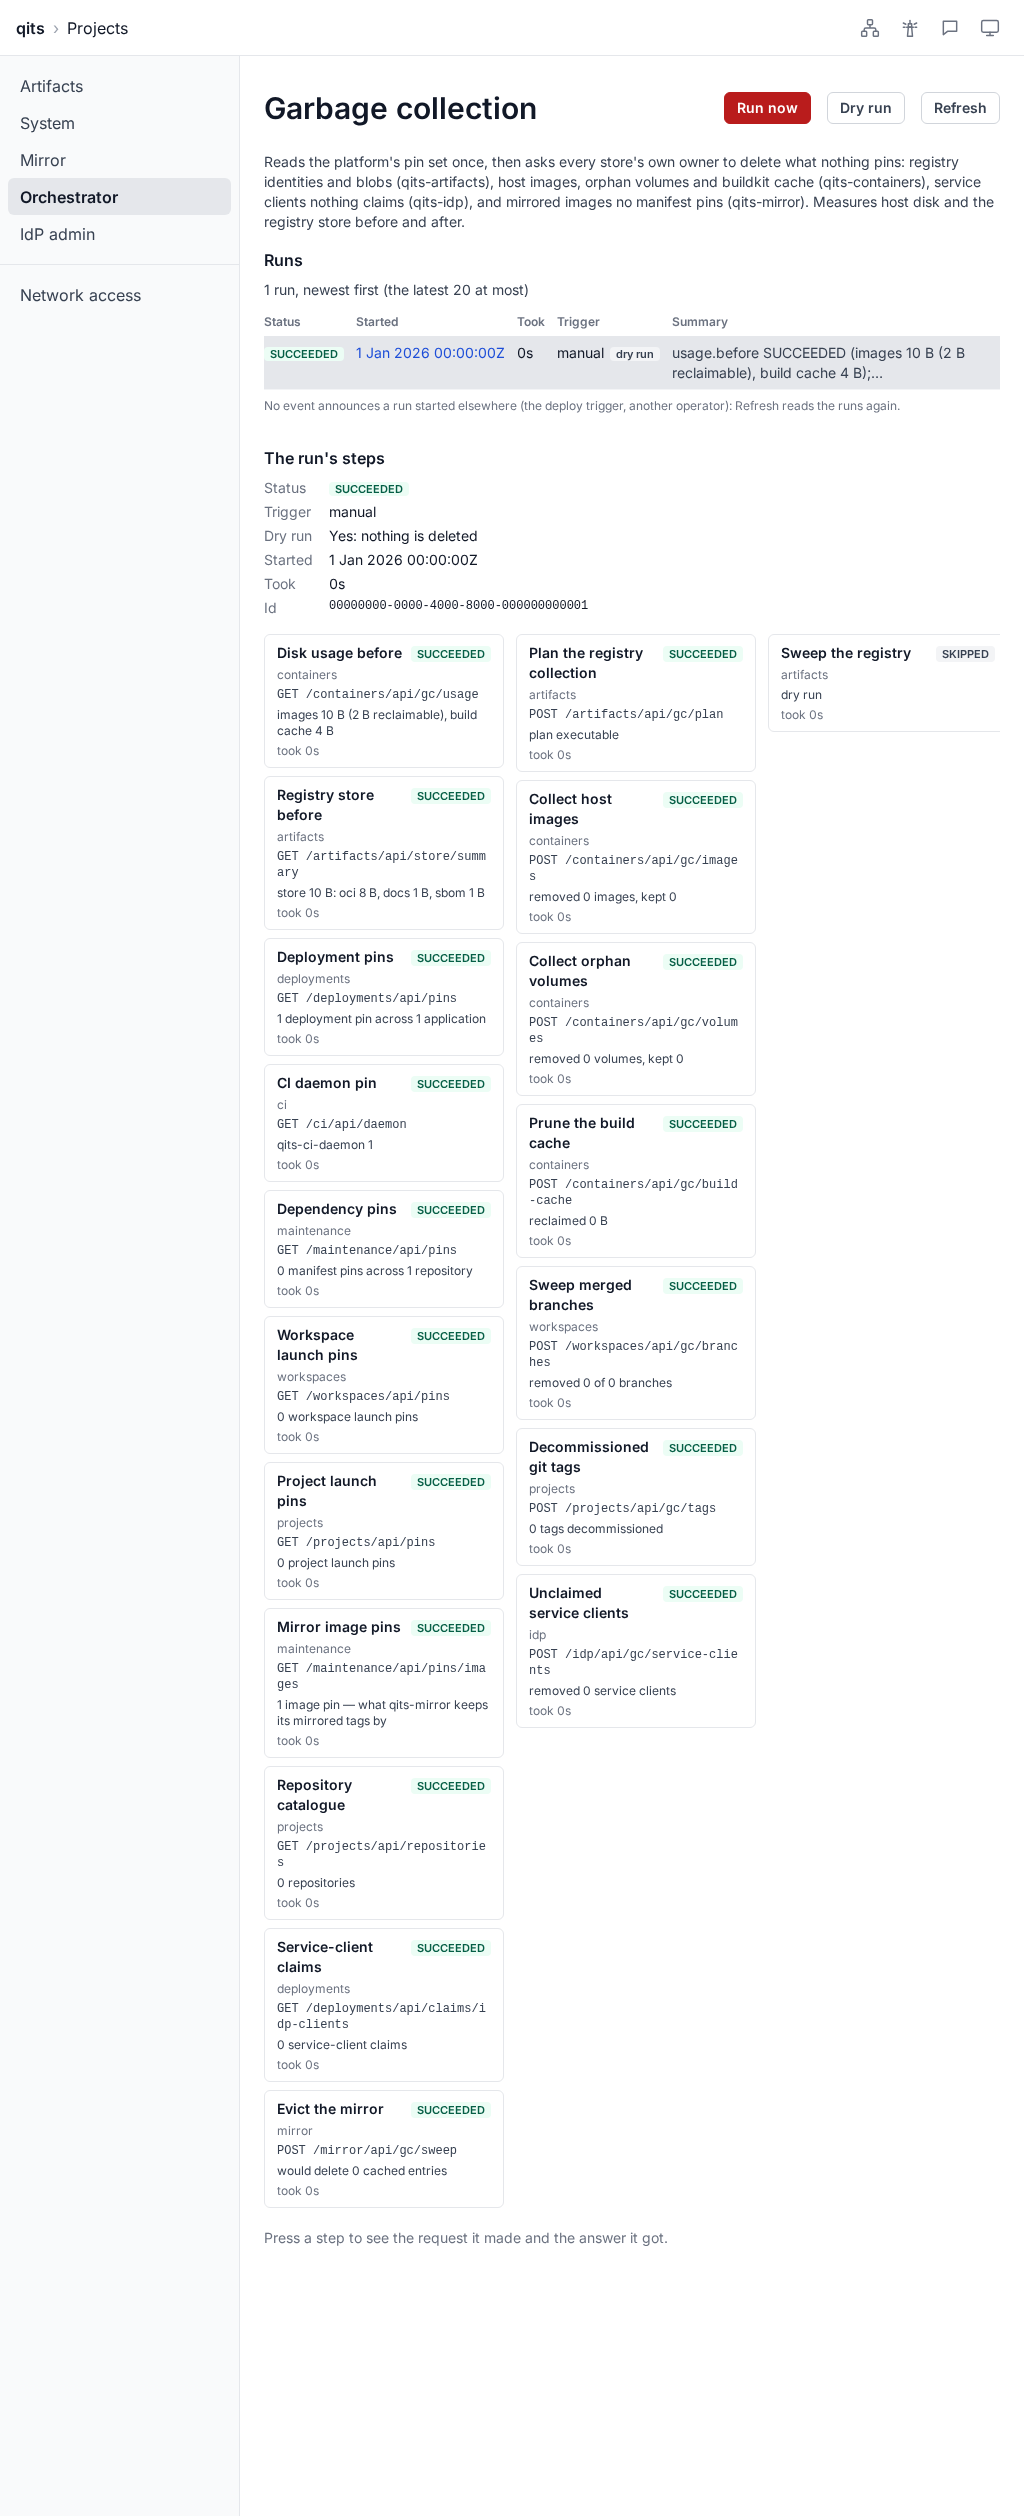 qits › Projects
Artifacts
System
Mirror
Orchestrator
IdP admin
Network access
Garbage collection
Run now
Dry run
Refresh
Reads the platform's pin set once, then asks every store's own owner to delete what nothing pins: registry
identities and blobs (qits-artifacts), host images, orphan volumes and buildkit cache (qits-containers), service
clients nothing claims (qits-idp), and mirrored images no manifest pins (qits-mirror). Measures host disk and the
registry store before and after.
Runs
1 run, newest first (the latest 20 at most)
Status Started Took Trigger Summary
SUCCEEDED 1 Jan 2026 00:00:00Z 0s manual dry run usage.before SUCCEEDED (images 10 B (2 B
reclaimable), build cache 4 B);...
No event announces a run started elsewhere (the deploy trigger, another operator): Refresh reads the runs again.
The run's steps
Status SUCCEEDED
Trigger manual
Dry run Yes: nothing is deleted
Started 1 Jan 2026 00:00:00Z
Took 0s
Id 00000000-0000-4000-8000-000000000001
Disk usage before SUCCEEDED
containers
GET /containers/api/gc/usage
images 10 B (2 B reclaimable), build
cache 4 B
took 0s
Registry store
before
SUCCEEDED
artifacts
GET /artifacts/api/store/summ
ary
store 10 B: oci 8 B, docs 1 B, sbom 1 B
took 0s
Deployment pins SUCCEEDED
deployments
GET /deployments/api/pins
1 deployment pin across 1 application
took 0s
CI daemon pin SUCCEEDED
ci
GET /ci/api/daemon
qits-ci-daemon 1
took 0s
Dependency pins SUCCEEDED
maintenance
GET /maintenance/api/pins
0 manifest pins across 1 repository
took 0s
Workspace
launch pins
SUCCEEDED
workspaces
GET /workspaces/api/pins
0 workspace launch pins
took 0s
Project launch
pins
SUCCEEDED
projects
GET /projects/api/pins
0 project launch pins
took 0s
Mirror image pins SUCCEEDED
maintenance
GET /maintenance/api/pins/ima
ges
1 image pin — what qits-mirror keeps
its mirrored tags by
took 0s
Repository
catalogue
SUCCEEDED
projects
GET /projects/api/repositorie
s
0 repositories
took 0s
Service-client
claims
SUCCEEDED
deployments
GET /deployments/api/claims/i
dp-clients
0 service-client claims
took 0s
Evict the mirror SUCCEEDED
mirror
POST /mirror/api/gc/sweep
would delete 0 cached entries
took 0s
Plan the registry
collection
SUCCEEDED
artifacts
POST /artifacts/api/gc/plan
plan executable
took 0s
Collect host
images
SUCCEEDED
containers
POST /containers/api/gc/image
s
removed 0 images, kept 0
took 0s
Collect orphan
volumes
SUCCEEDED
containers
POST /containers/api/gc/volum
es
removed 0 volumes, kept 0
took 0s
Prune the build
cache
SUCCEEDED
containers
POST /containers/api/gc/build
-cache
reclaimed 0 B
took 0s
Sweep merged
branches
SUCCEEDED
workspaces
POST /workspaces/api/gc/branc
hes
removed 0 of 0 branches
took 0s
Decommissioned
git tags
SUCCEEDED
projects
POST /projects/api/gc/tags
0 tags decommissioned
took 0s
Unclaimed
service clients
SUCCEEDED
idp
POST /idp/api/gc/service-clie
nts
removed 0 service clients
took 0s
Sweep the registry SKIPPED
artifacts
dry run
took 0s
Press a step to see the request it made and the answer it got.